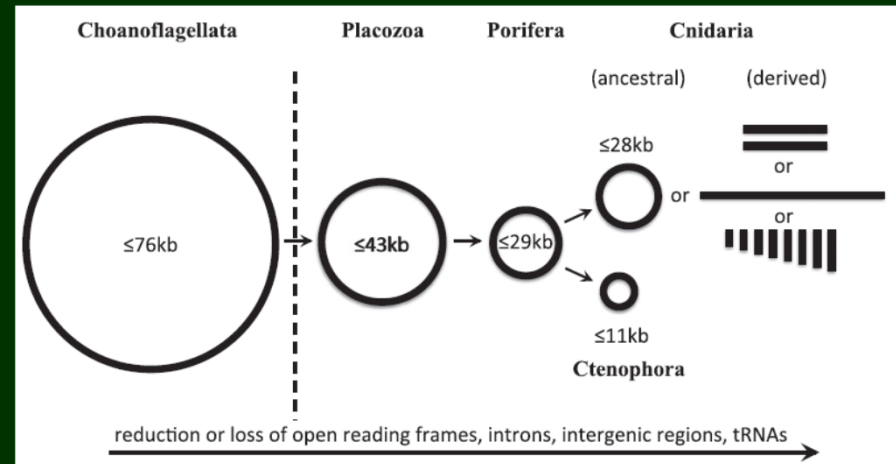 Choanoflagellata Placozoa Porifera Cnidaria
(ancestral) (derived)
≤28kb
or
or
or
≤76kb
≤43kb
≤29kb
≤11kb
Ctenophora
reduction or loss of open reading frames, introns, intergenic regions, tRNAs